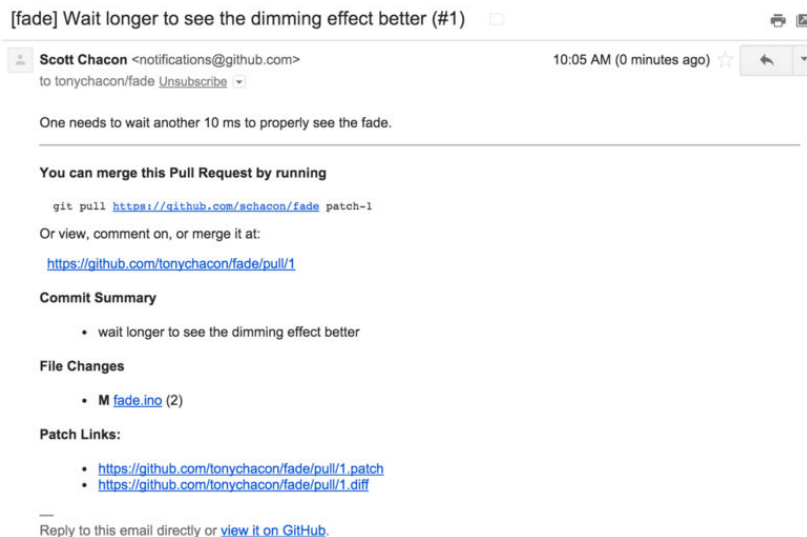 [fade] Wait longer to see the dimming effect better (#1)
Scott Chacon <notifications@github.com>
10:05 AM (0 minutes ago)
to tonychacon/fade Unsubscribe
One needs to wait another 10 ms to properly see the fade.
You can merge this Pull Request by running
git pull https://github.com/schacon/fade patch-1
Or view, comment on, or merge it at:
https://github.com/tonychacon/fade/pull/1
Commit Summary
• wait longer to see the dimming effect better
File Changes
• M fade.ino (2)
Patch Links:
• https://github.com/tonychacon/fade/pull/1.patch
• https://github.com/tonychacon/fade/pull/1.diff
—
Reply to this email directly or view it on GitHub.